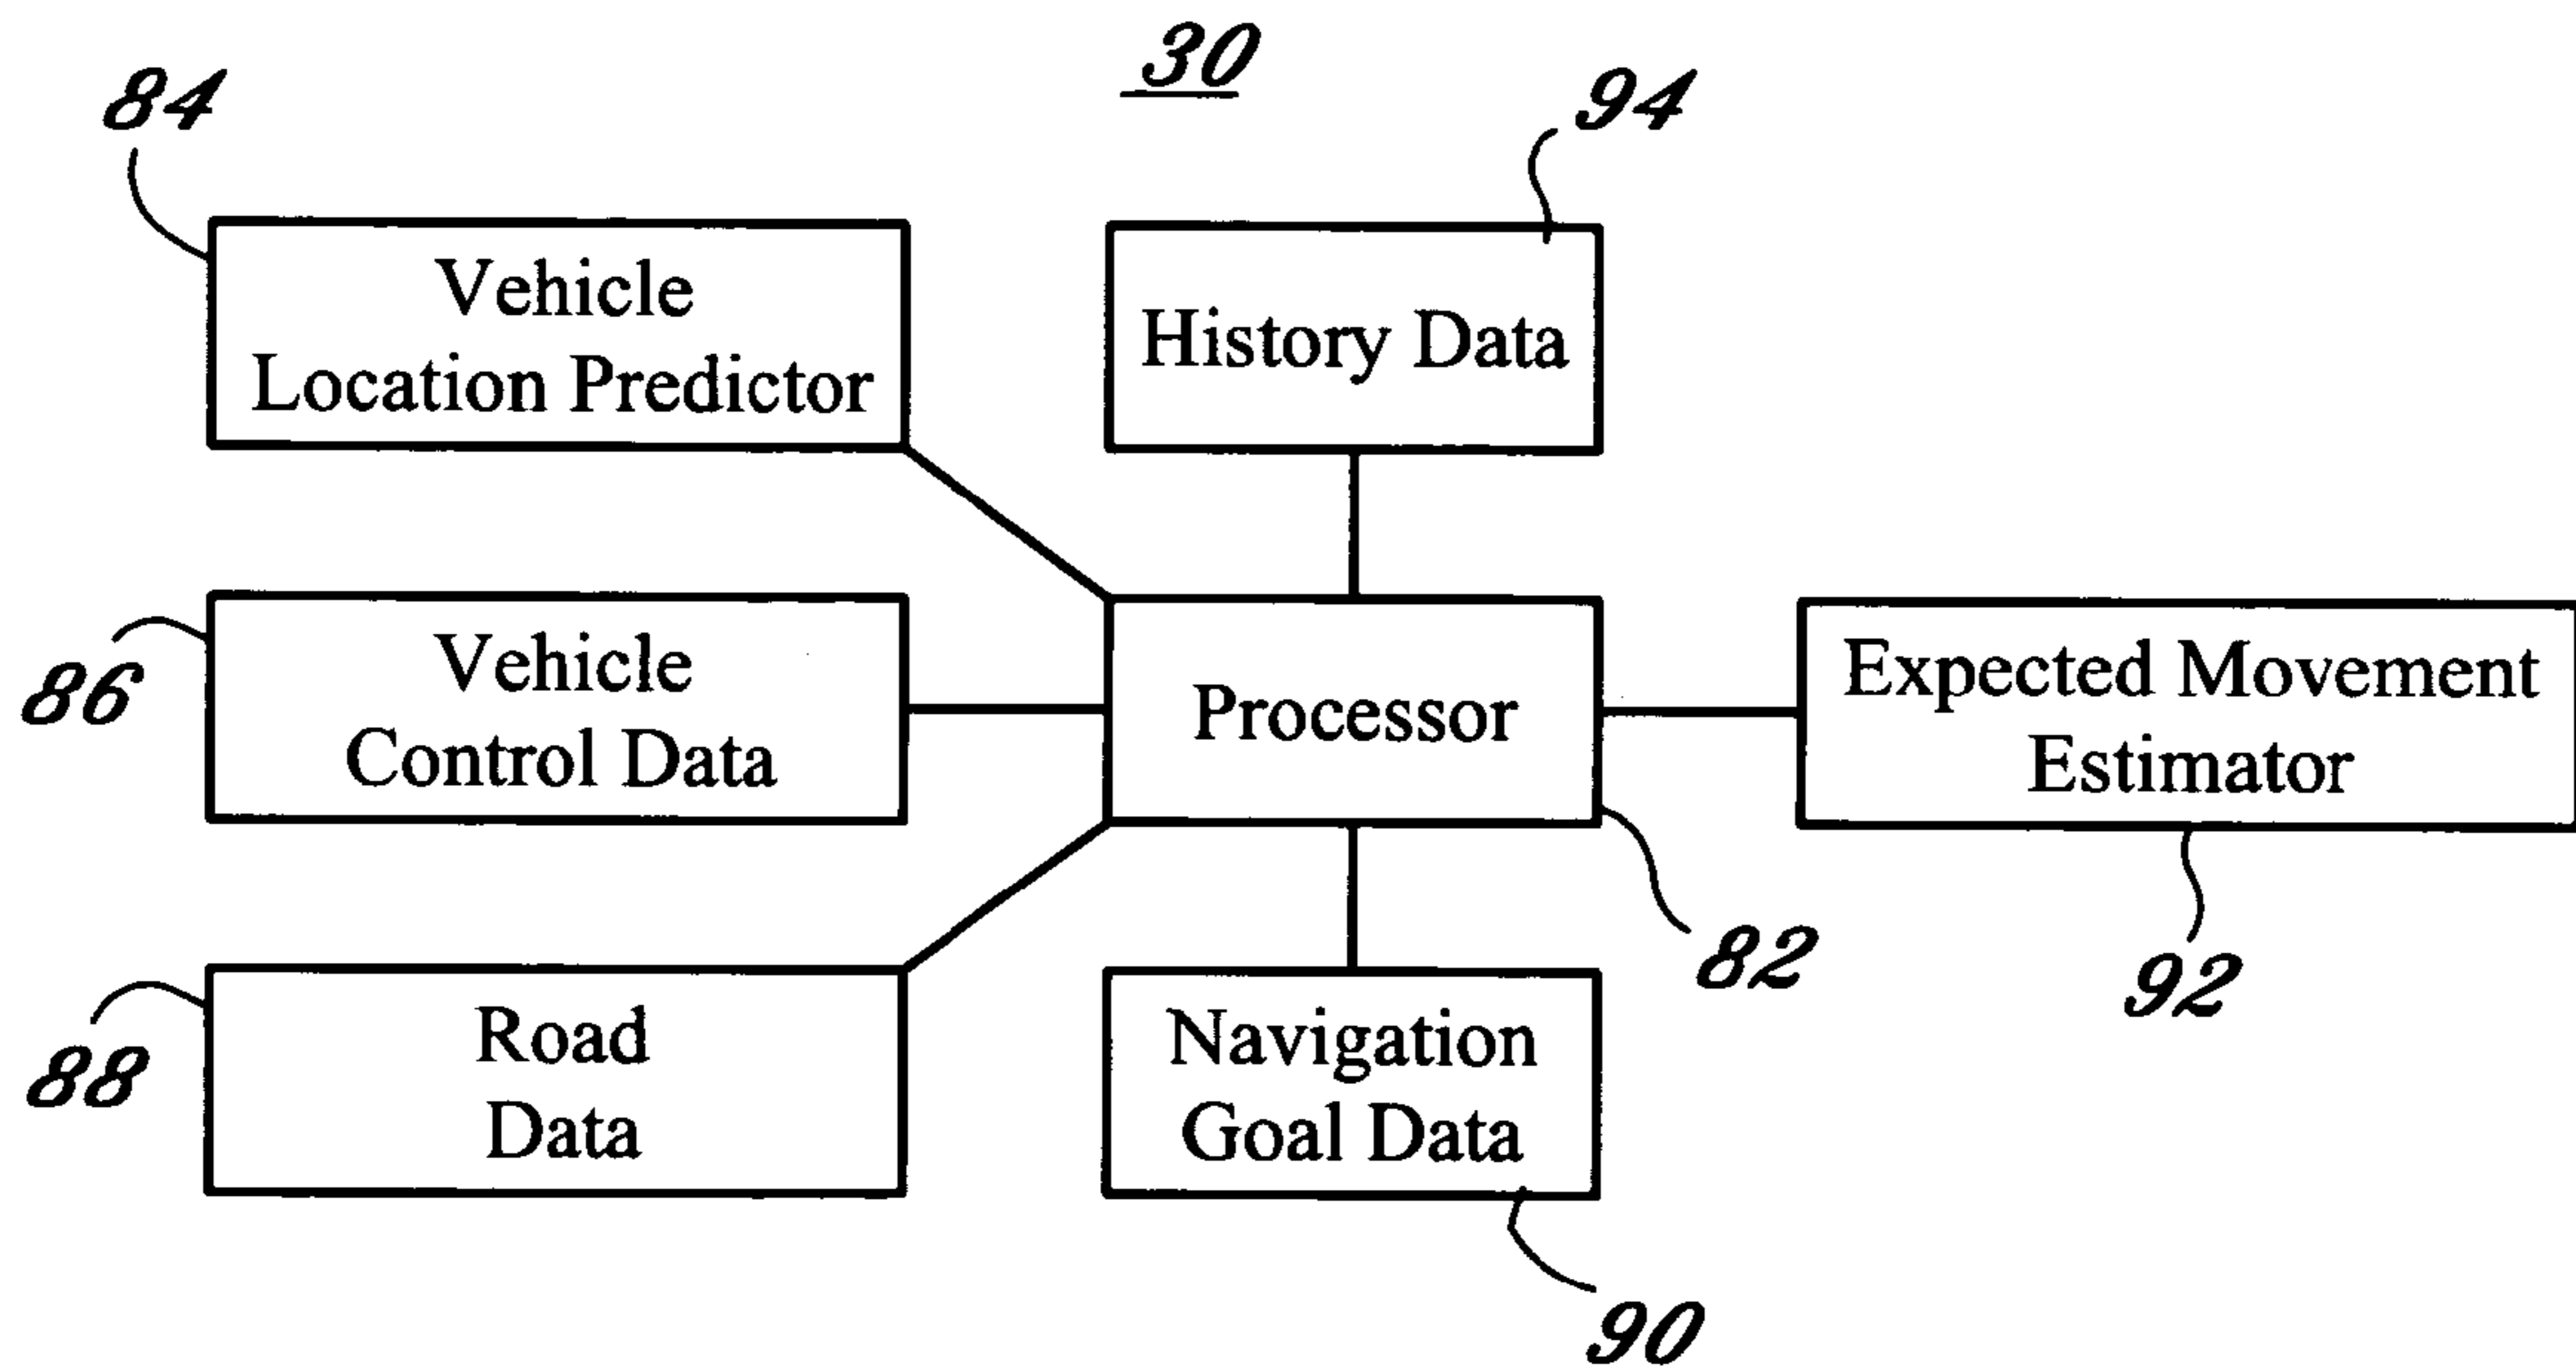 30
84
94
Vehicle
Location Predictor
History Data
86
Vehicle
Control Data
Processor
Expected Movement
Estimator
88
Road
Data
Navigation
Goal Data
82
92
90